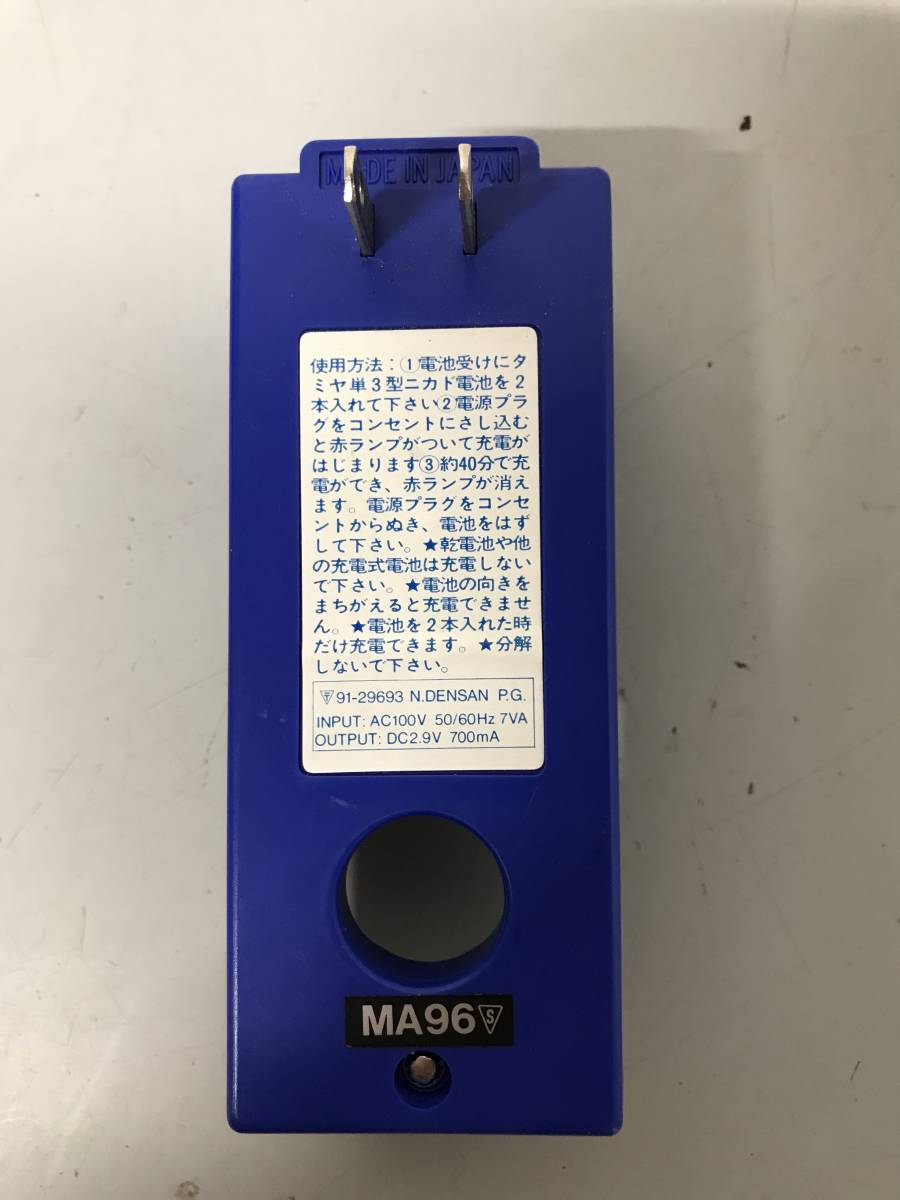 MADE IN JAPAN
使用方法:①電池受けにタ
ミヤ単3型ニカド電池を2
本入れて下さい②電源プラ
グをコンセントにさし込む
と赤ランプがついて充電が
はじまります③約40分で充
電ができ、赤ランプが消え
ます。電源プラグをコンセ
ントからぬき、電池をはず
して下さい。★乾電池や他
の充電式電池は充電しない
で下さい。★電池の向きを
まちがえると充電できませ
ん。★電池を2本入れた時
だけ充電できます。★分解
しないで下さい。
〒91-29693 N.DENSAN P.G.
INPUT: AC100V 50/60Hz 7VA
OUTPUT: DC2.9V 700mA
MA96 S